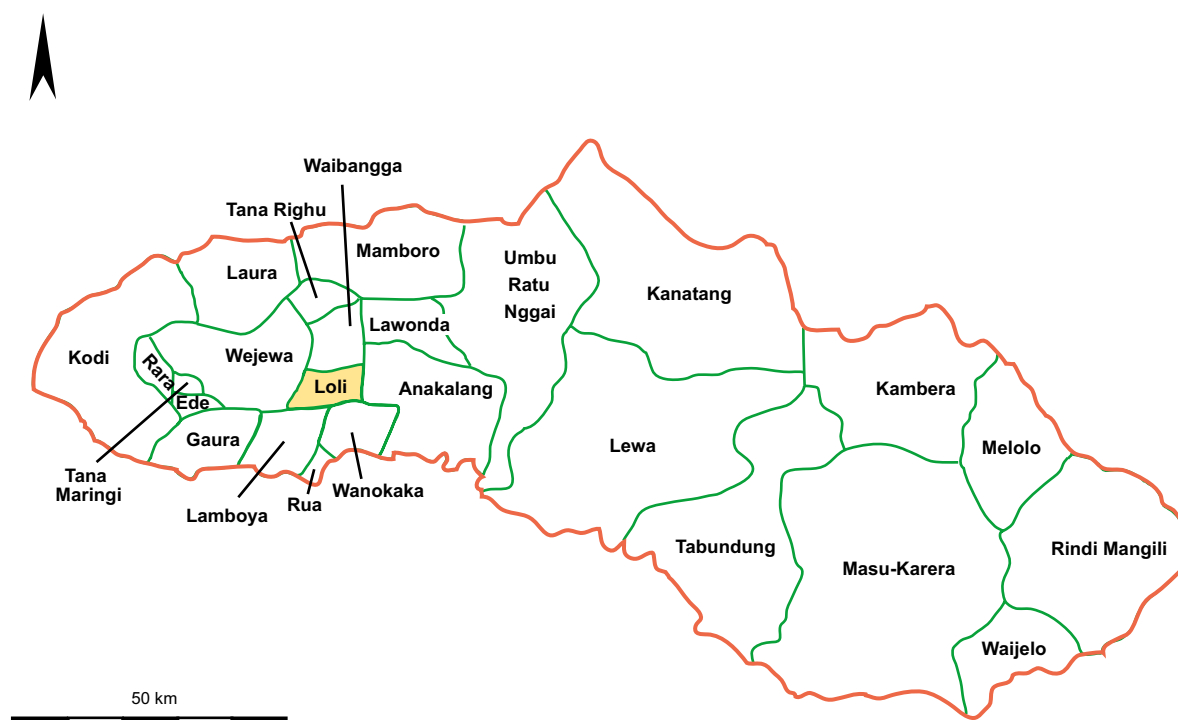 Waibangga
Tana Righu
Mamboro
Umbu
Ratu
Nggai
Laura
Kanatang
Lawonda
Kodi
Rara
Wejewa
Loli
Anakalang
Kambera
Ede
Gaura
Lewa
Melolo
Tana
Maringi
Lamboya
Rua
Wanokaka
Tabundung
Masu-Karera
Rindi Mangili
Waijelo
50 km